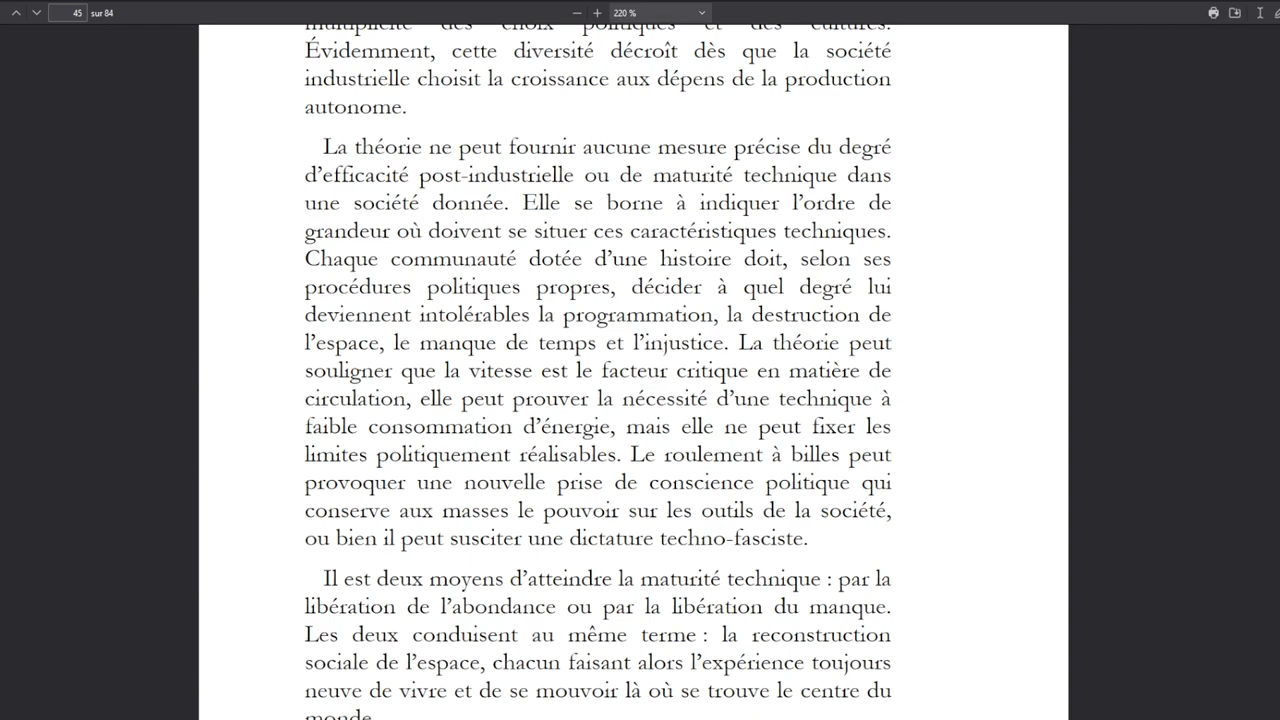 45 sur 84
220 %
multiplicité des choix politiques et des cultures.
Évidemment, cette diversité décroît dès que la société
industrielle choisit la croissance aux dépens de la production
autonome.
La théorie ne peut fournir aucune mesure précise du degré
d’efficacité post-industrielle ou de maturité technique dans
une société donnée. Elle se borne à indiquer l’ordre de
grandeur où doivent se situer ces caractéristiques techniques.
Chaque communauté dotée d’une histoire doit, selon ses
procédures politiques propres, décider à quel degré lui
deviennent intolérables la programmation, la destruction de
l’espace, le manque de temps et l’injustice. La théorie peut
souligner que la vitesse est le facteur critique en matière de
circulation, elle peut prouver la nécessité d’une technique à
faible consommation d’énergie, mais elle ne peut fixer les
limites politiquement réalisables. Le roulement à billes peut
provoquer une nouvelle prise de conscience politique qui
conserve aux masses le pouvoir sur les outils de la société,
ou bien il peut susciter une dictature techno-fasciste.
Il est deux moyens d’atteindre la maturité technique : par la
libération de l’abondance ou par la libération du manque.
Les deux conduisent au même terme : la reconstruction
sociale de l’espace, chacun faisant alors l’expérience toujours
neuve de vivre et de se mouvoir là où se trouve le centre du
monde.